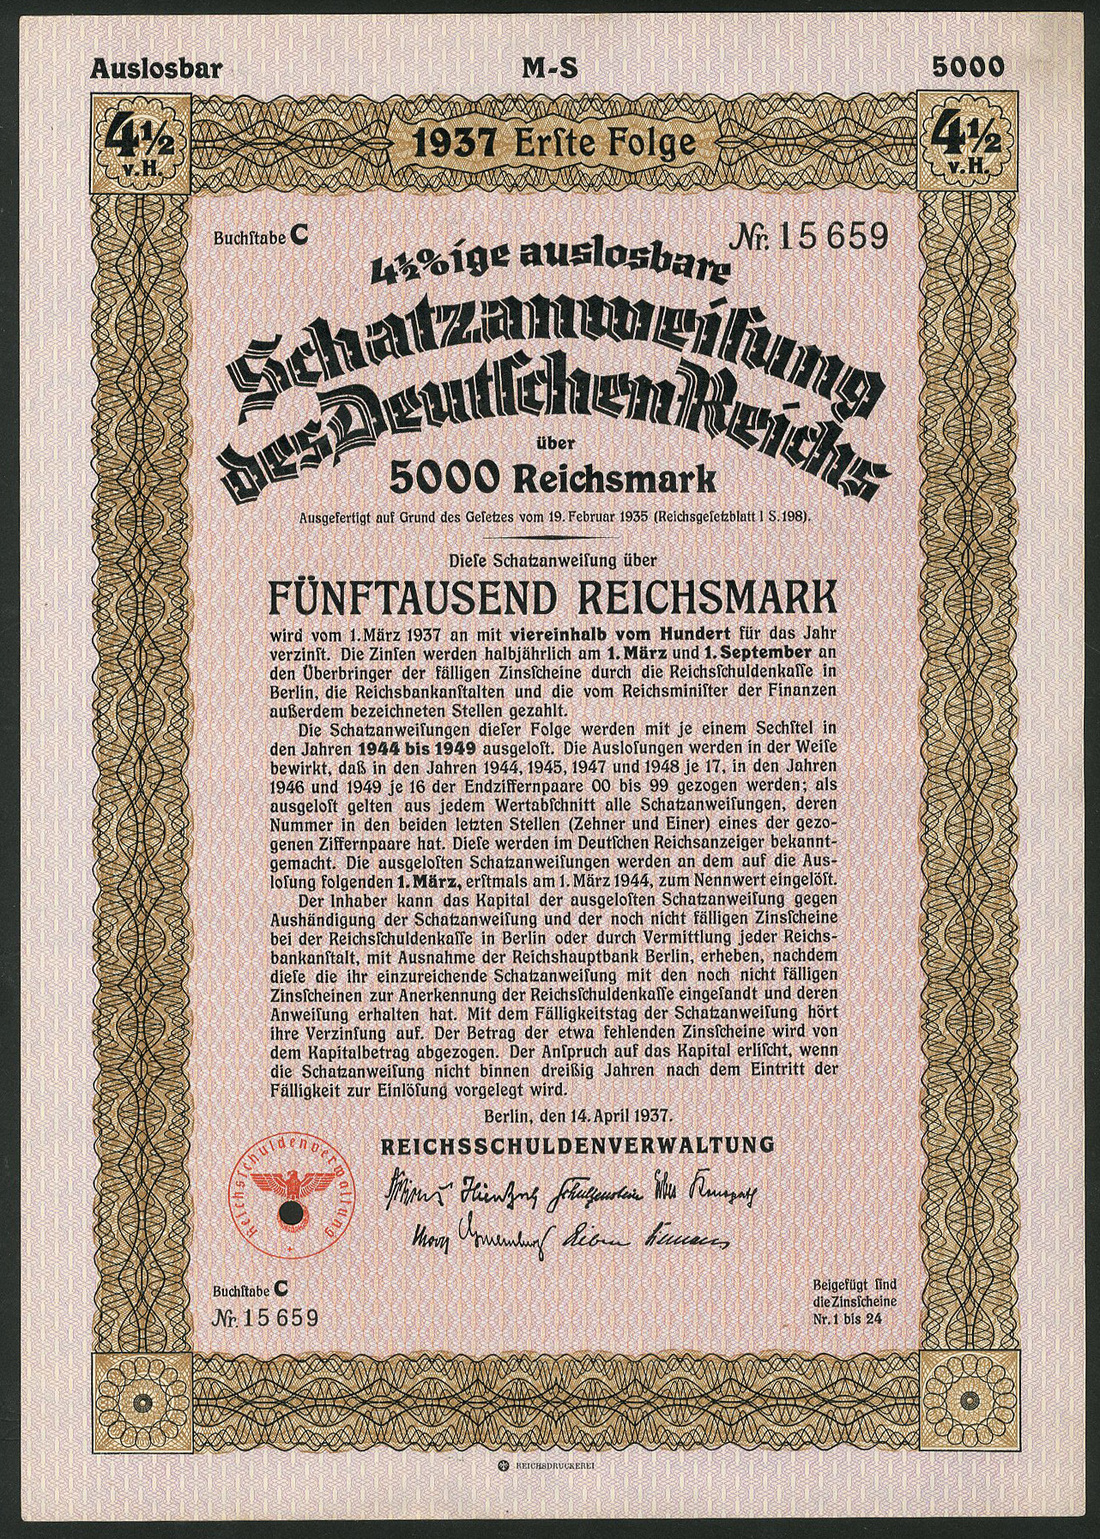 Auslosbar M-S 5000
4½ v.H. 1937 Erſte Folge 4½ v.H.
Buchſtabe C Nr. 15659
4½%ige auslosbare
Schatzanweiſung
des Deutſchen Reichs
über
5000 Reichsmark
Ausgefertigt auf Grund des Geſetzes vom 19. Februar 1935 (Reichsgeſetzblatt I S. 198).
Dieſe Schatzanweiſung über
FÜNFTAUSEND REICHSMARK
wird vom 1. März 1937 an mit viereinhalb vom Hundert für das Jahr
verzinſt. Die Zinſen werden halbjährlich am 1. März und 1. September an
den Überbringer der fälligen Zinsſcheine durch die Reichsſchuldenkaſſe in
Berlin, die Reichsbankanſtalten und die vom Reichsminiſter der Finanzen
außerdem bezeichneten Stellen gezahlt.
Die Schatzanweiſungen dieſer Folge werden mit je einem Sechſtel in
den Jahren 1944 bis 1949 ausgeloſt. DieAusloſungen werden in der Weiſe
bewirkt, daß in den Jahren 1944, 1945, 1947 und 1948 je 17, in den Jahren
1946 und 1949 je 16 der Endziffernpaare 00 bis 99 gezogen werden; als
ausgeloſt gelten aus jedem Wertabſchnitt alle Schatzanweiſungen, deren
Nummer in den beiden letzten Stellen (Zehner und Einer) eines der gezo-
genen Ziffernpaare hat. Dieſe werden im Deutſchen Reichsanzeiger bekannt-
gemacht. Die ausgeloſten Schatzanweiſungen werden an dem auf die Aus-
loſung folgenden 1. März, erſtmals am 1. März 1944, zum Nennwert eingelöſt.
Der Inhaber kann das Kapital der ausgeloſten Schatzanweiſung gegen
Aushändigung der Schatzanweiſung und der noch nicht fälligen Zinsſcheine
bei der Reichsſchuldenkaſſe in Berlin oder durch Vermittlung jeder Reichs-
bankanſtalt, mit Ausnahme der Reichshauptbank Berlin, erheben, nachdem
dieſe die ihr einzureichende Schatzanweiſung mit den noch nicht fälligen
Zinsſcheinen zur Anerkennung der Reichsſchuldenkaſſe eingeſandt und deren
Anweiſung erhalten hat. Mit dem Fälligkeitstag der Schatzanweiſung hört
ihre Verzinſung auf. Der Betrag der etwa fehlenden Zinsſcheine wird von
dem Kapitalbetrag abgezogen. Der Anſpruch auf das Kapital erliſcht, wenn
die Schatzanweiſung nicht binnen dreißig Jahren nach dem Eintritt der
Fälligkeit zur Einlöſung vorgelegt wird.
Berlin, den 14. April 1937.
REICHSSCHULDENVERWALTUNG
Reichsſchuldenverwaltung
Buchſtabe C
Nr. 15659
Beigefügt ſind
die Zinsſcheine
Nr. 1 bis 24
REICHSDRUCKEREI